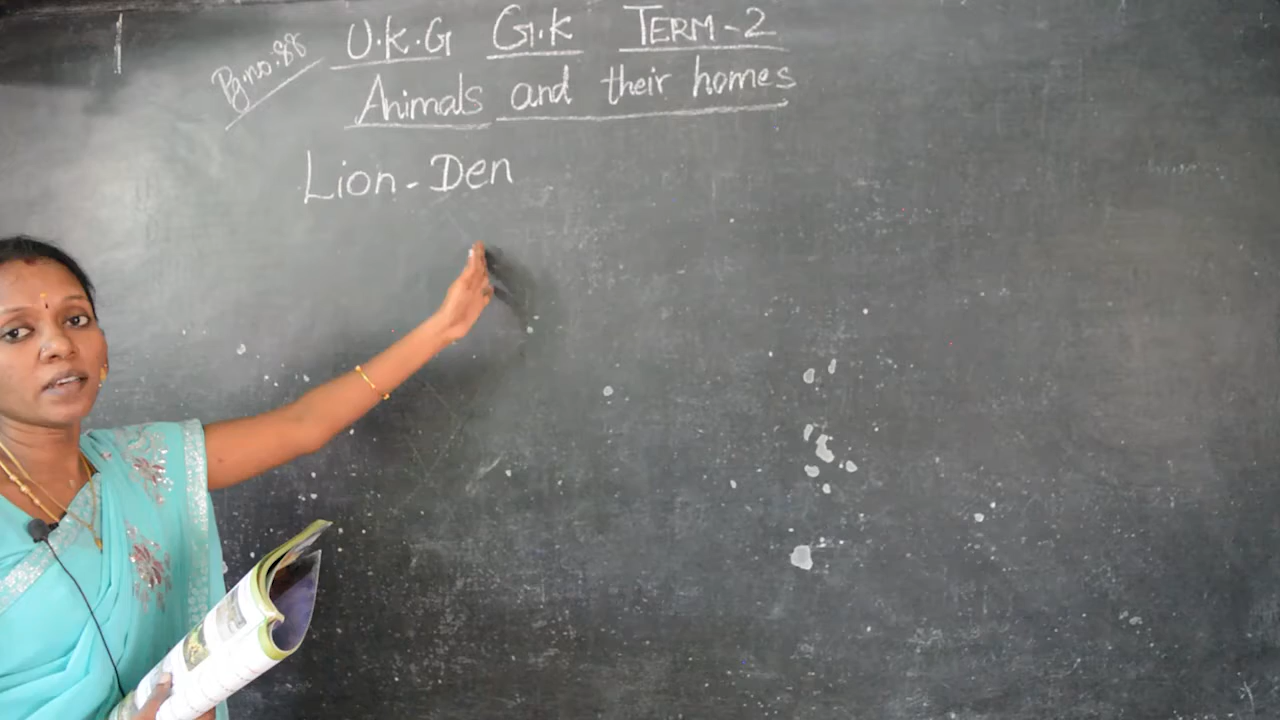 Pg.no:88 U.K.G G.K TERM-2
Animals and their homes
Lion-Den